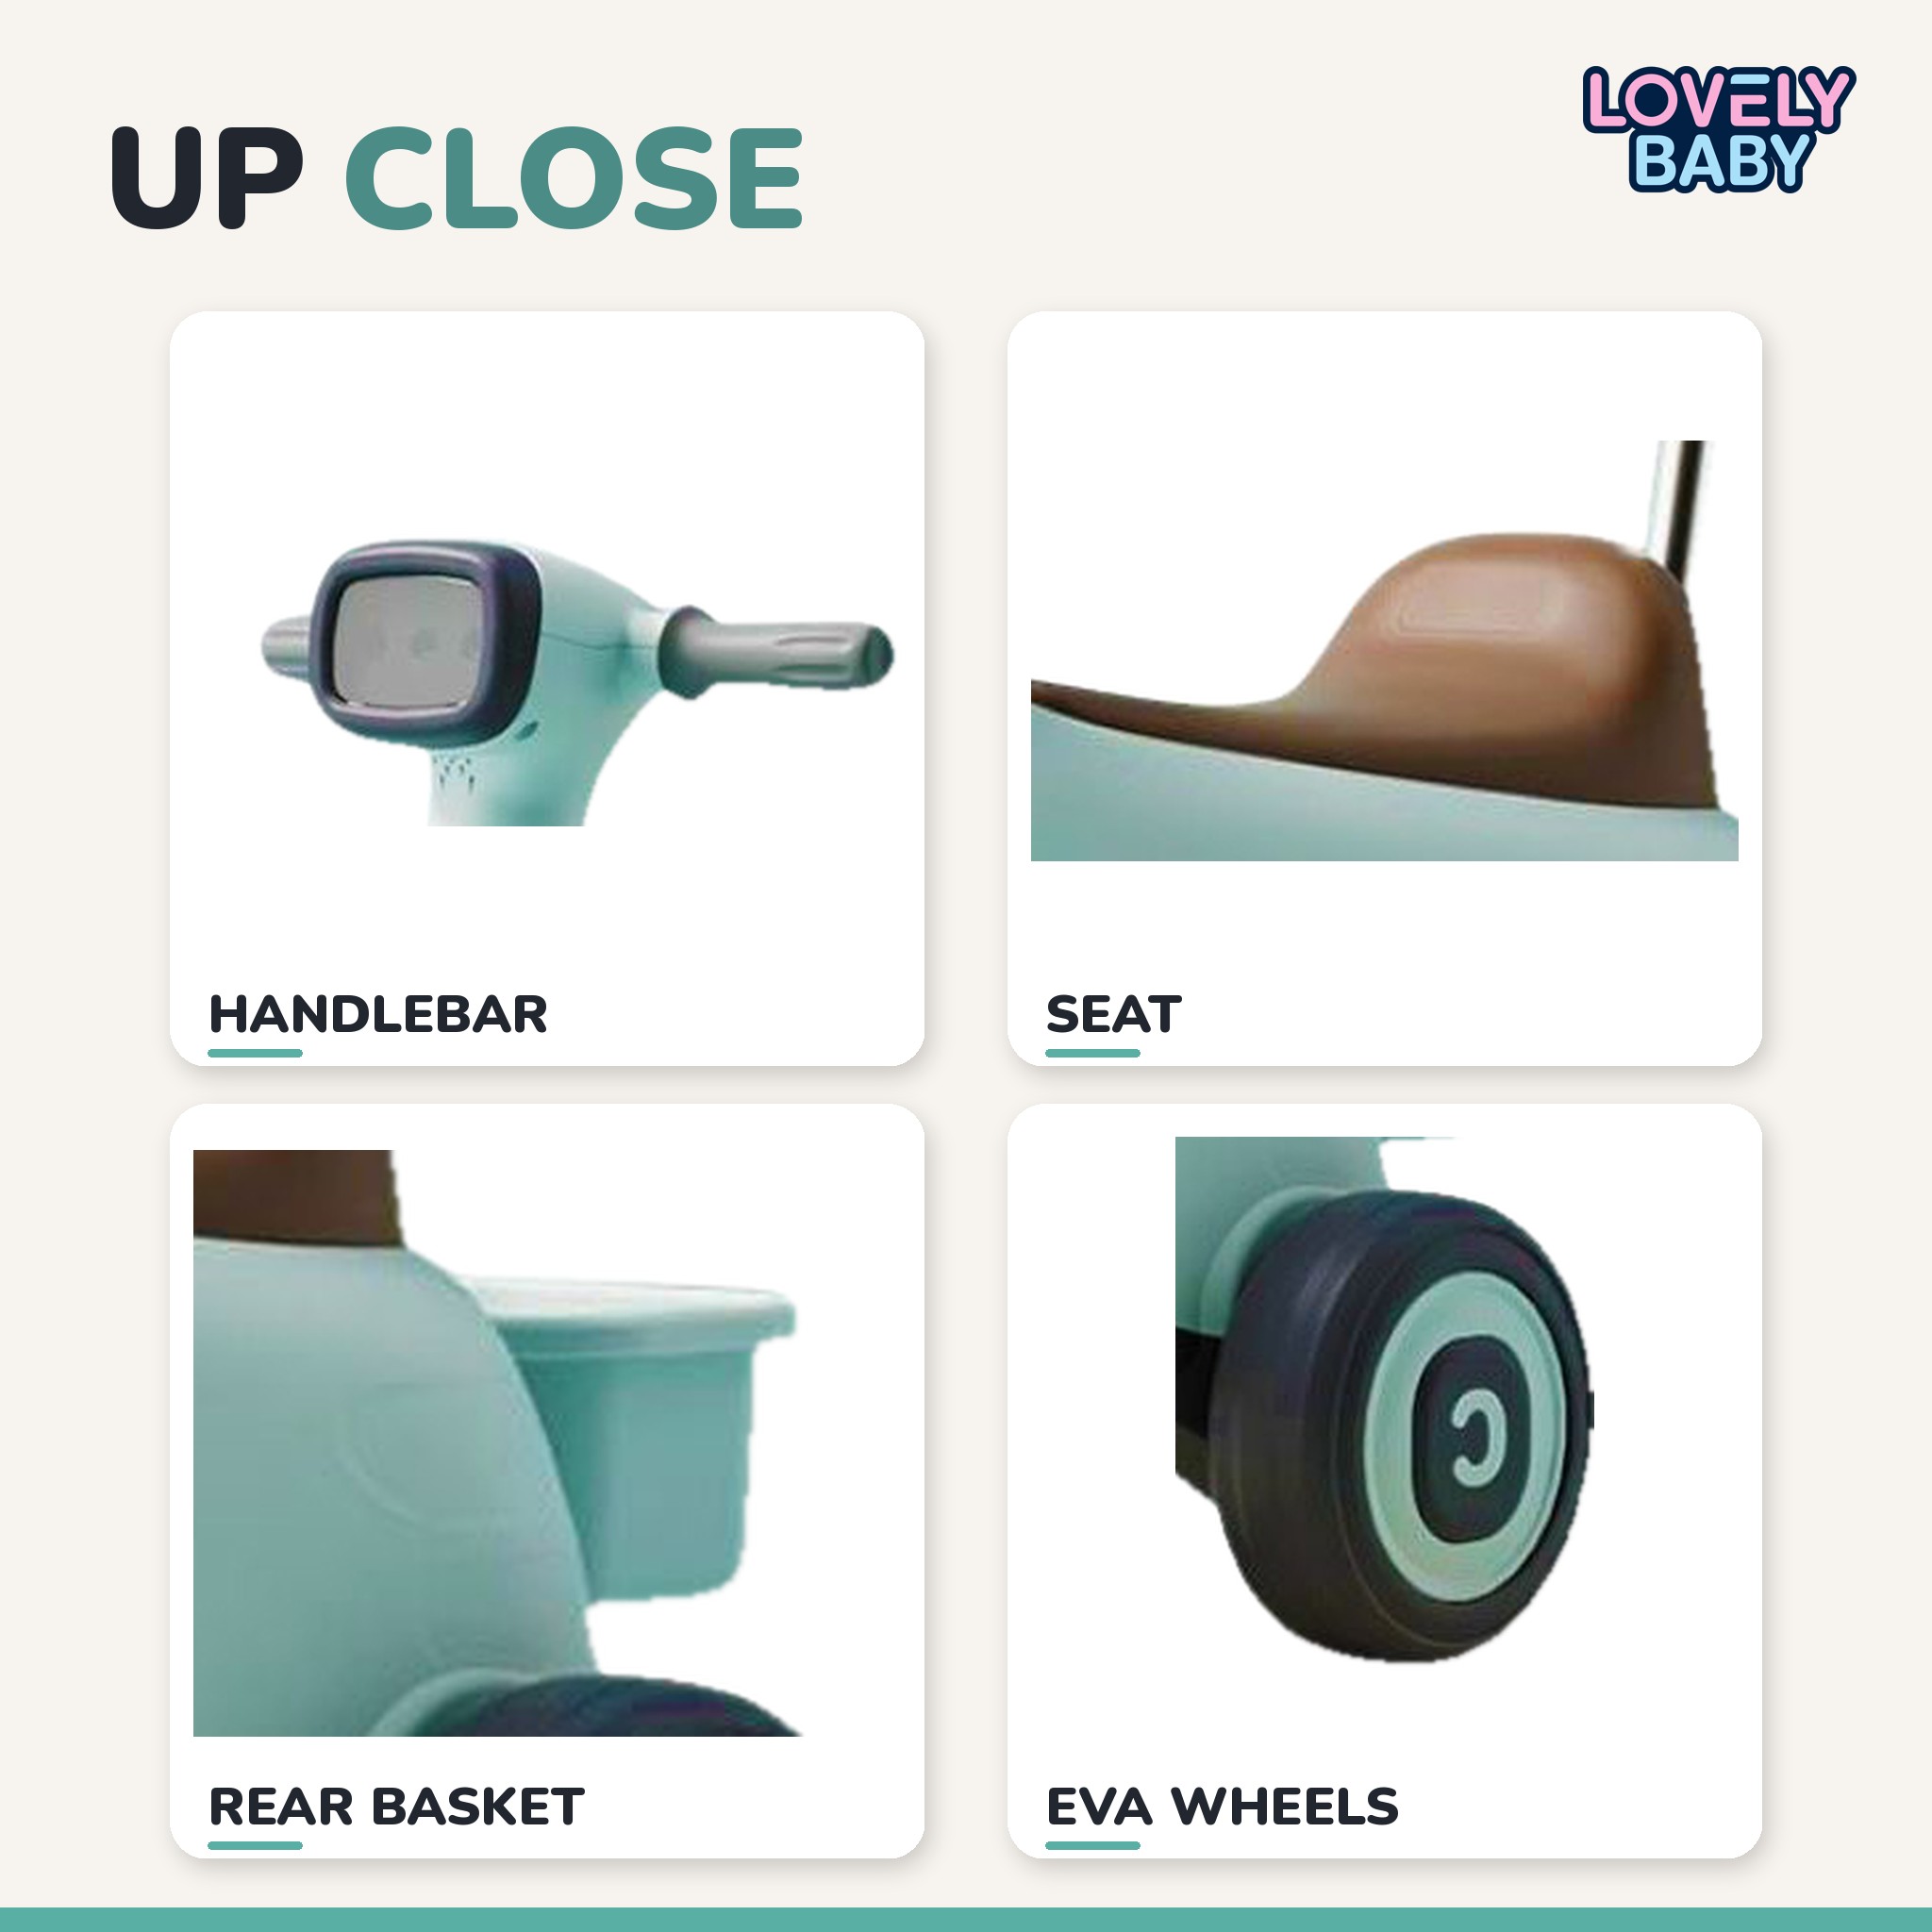 LOVELY
BABY
UP CLOSE
HANDLEBAR
SEAT
REAR BASKET
EVA WHEELS